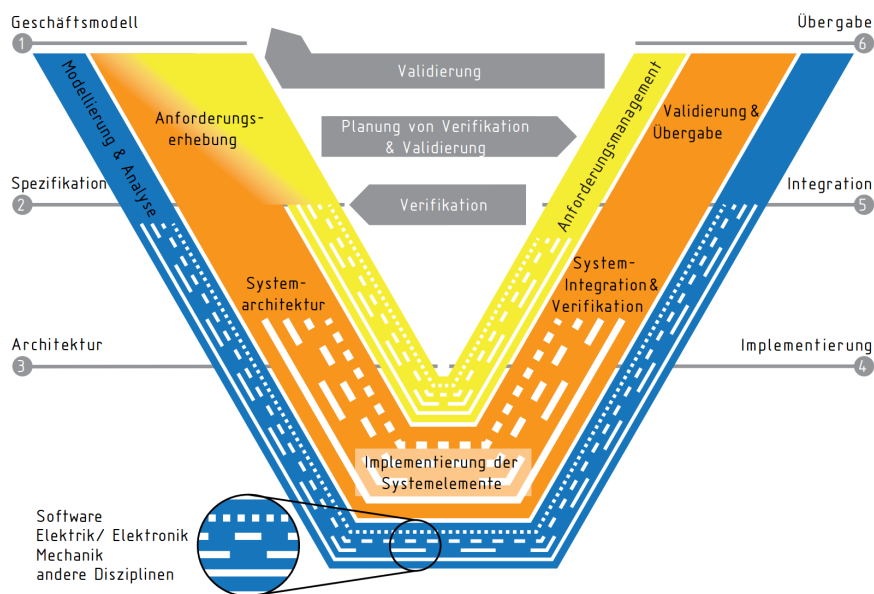 Geschäftsmodell
1
Übergabe
6
Validierung
Modellierung & Analyse
Anforderungs-
erhebung
Planung von Verifikation
& Validierung
Anforderungsmanagement
Validierung &
Übergabe
Spezifikation
2
Verifikation
Integration
5
System-
architektur
System-
Integration &
Verifikation
Architektur
3
Implementierung
4
Implementierung der
Systemelemente
Software
Elektrik/ Elektronik
Mechanik
andere Disziplinen